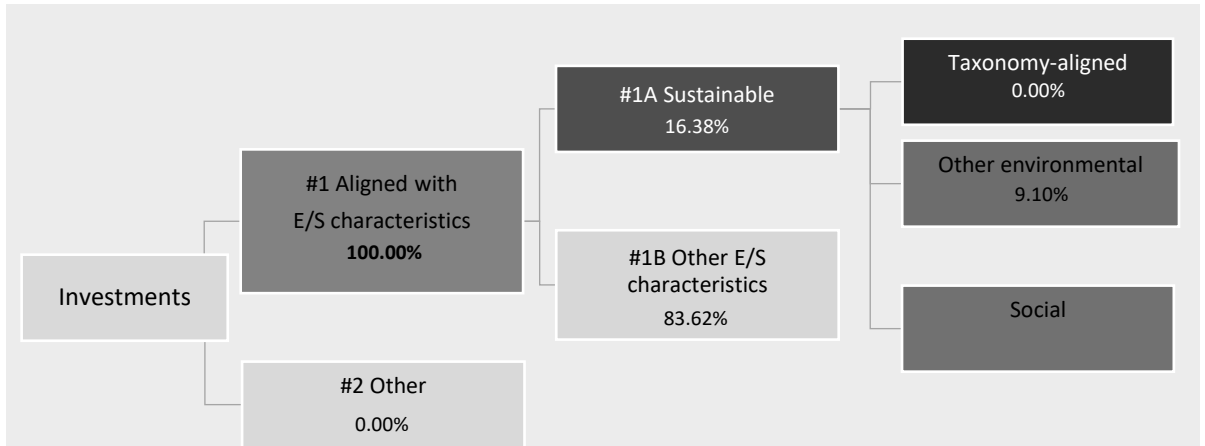 Investments
#1 Aligned with
E/S characteristics
100.00%
#2 Other
0.00%
#1A Sustainable
16.38%
#1B Other E/S
characteristics
83.62%
Taxonomy-aligned
0.00%
Other environmental
9.10%
Social